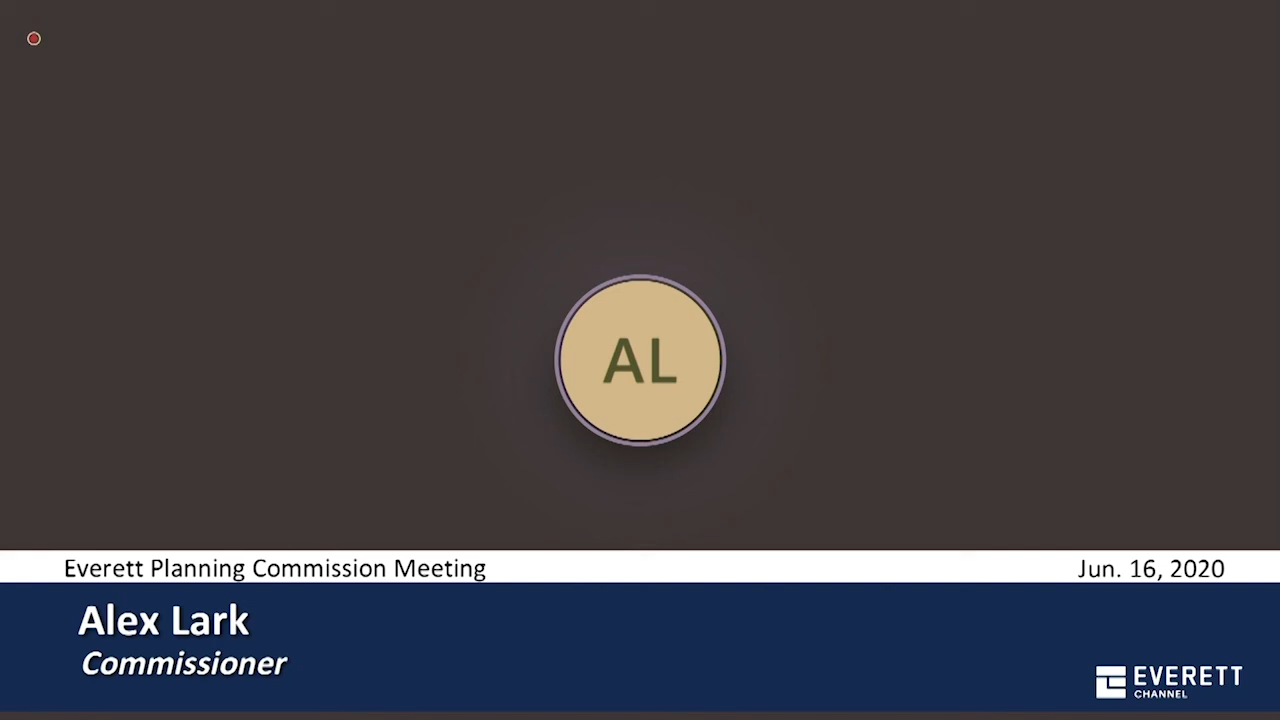 AL
Everett Planning Commission Meeting
Jun. 16, 2020
Alex Lark
Commissioner
EVERETT
CHANNEL